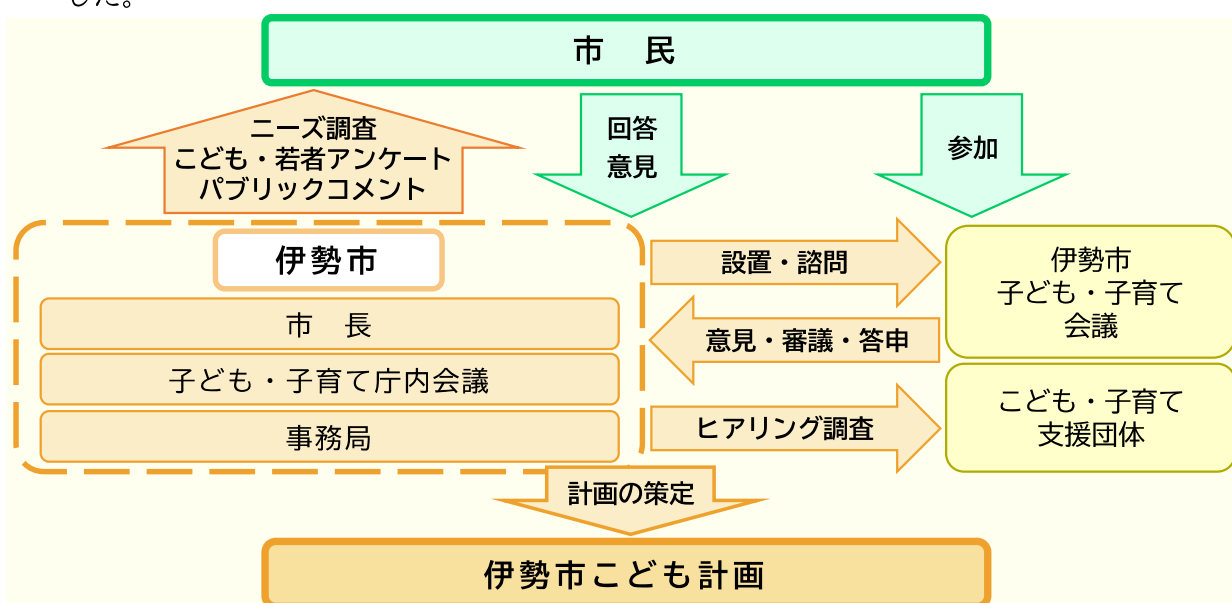 した。
市　民
ニーズ調査
こども・若者アンケート
パブリックコメント
回答
意見
参加
伊勢市
市　長
子ども・子育て庁内会議
事務局
設置・諮問
意見・審議・答申
ヒアリング調査
伊勢市
子ども・子育て
会議
こども・子育て
支援団体
計画の策定
伊勢市こども計画